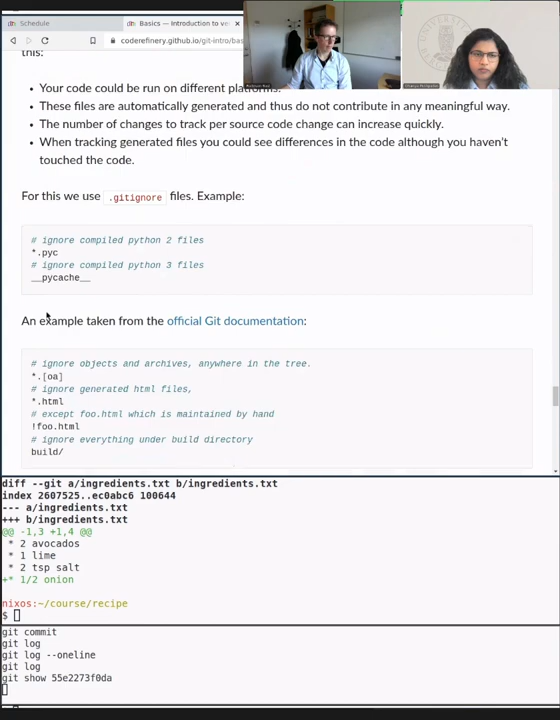 Schedule
Basics — Introduction to ve
coderefinery.github.io/git-intro/bas
this:
• Your code could be run on different platforms.
• These files are automatically generated and thus do not contribute in any meaningful way.
• The number of changes to track per source code change can increase quickly.
• When tracking generated files you could see differences in the code although you haven't
touched the code.
For this we use .gitignore files. Example:
# ignore compiled python 2 files
*.pyc
# ignore compiled python 3 files
__pycache__
An example taken from the official Git documentation:
# ignore objects and archives, anywhere in the tree.
*.[oa]
# ignore generated html files,
*.html
# except foo.html which is maintained by hand
!foo.html
# ignore everything under build directory
build/
diff --git a/ingredients.txt b/ingredients.txt
index 2607525..ec0abc6 100644
--- a/ingredients.txt
+++ b/ingredients.txt
@@ -1,3 +1,4 @@
* 2 avocados
* 1 lime
* 2 tsp salt
+* 1/2 onion
nixos:~/course/recipe
$
git commit
git log
git log --oneline
git log
git show 55e2273f0da